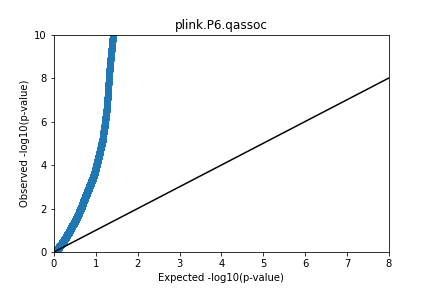 plink.P6.qassoc
Observed -log10(p-value)
10
8
6
4
2
0
0 1 2 3 4 5 6 7 8
Expected -log10(p-value)